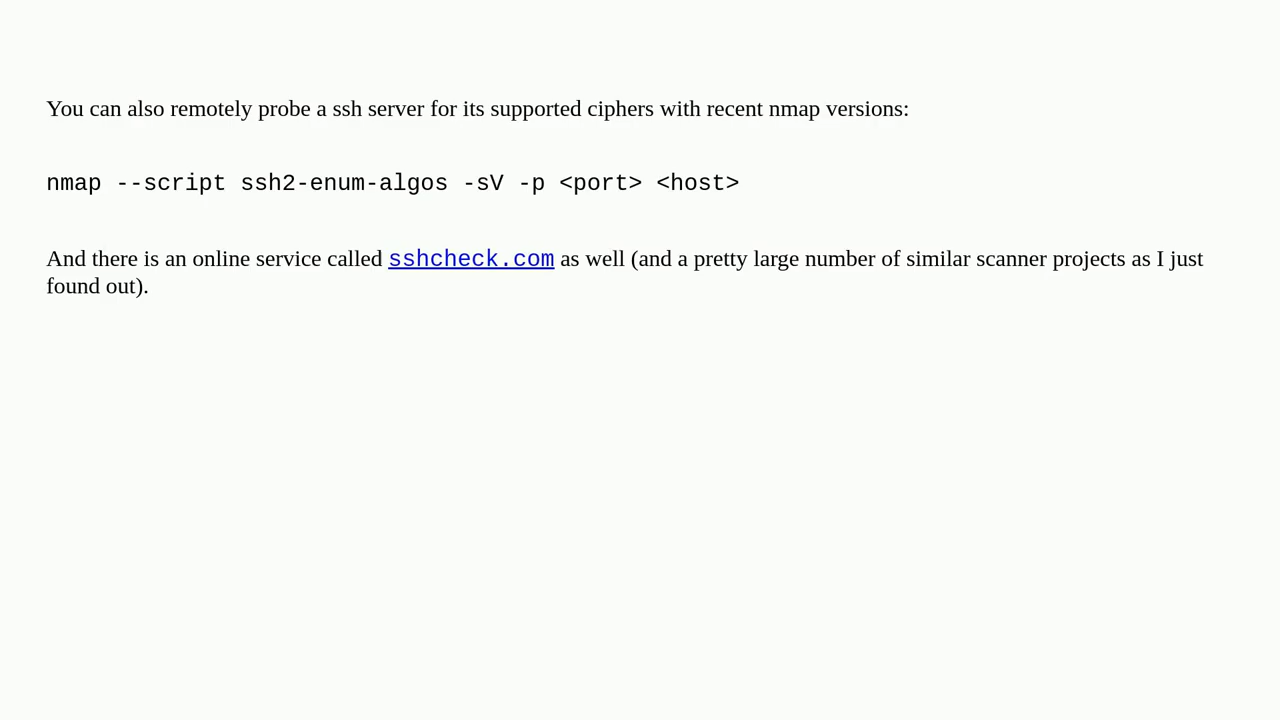 You can also remotely probe a ssh server for its supported ciphers with recent nmap versions:
nmap --script ssh2-enum-algos -sV -p <port> <host>
And there is an online service called sshcheck.com as well (and a pretty large number of similar scanner projects as I just
found out).